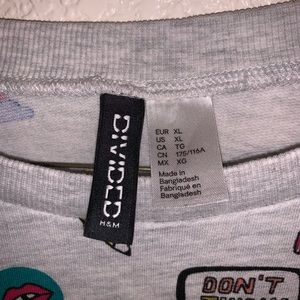 DIVIDED
H&M
EUR XL
US XL
CA TG
CN 175/116A
MX XG
Made in
Bangladesh
Fabriqué en
Bangladesh
DON'T